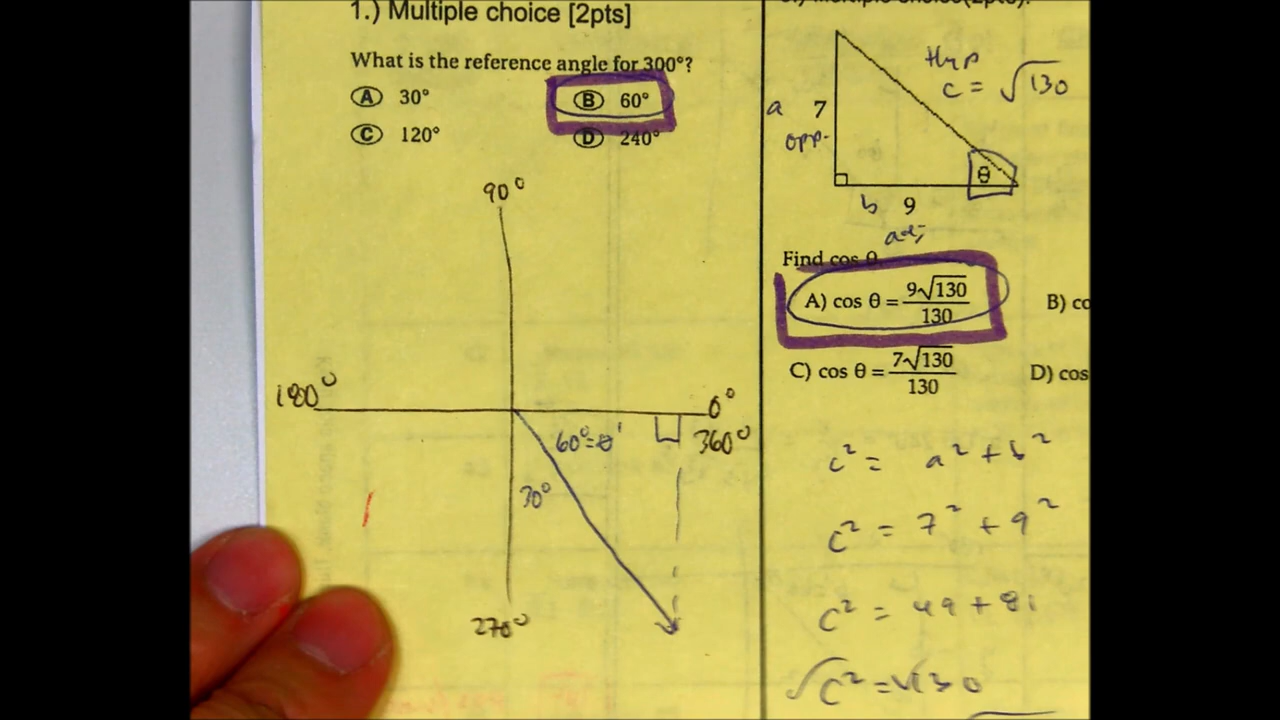 1.) Multiple choice [2pts]
What is the reference angle for 300°?
A 30°
B 60°
C 120°
D 240°
90°
180°
0°
360°
60°=θ'
30°
270°
Hyp
c = √130
a 7
opp.
θ
b 9
adj
Find cos θ.
A) cos θ = 9√130/130
B) co
C) cos θ = 7√130/130
D) cos
c² = a² + b²
c² = 7² + 9²
c² = 49 + 81
√c² = √130